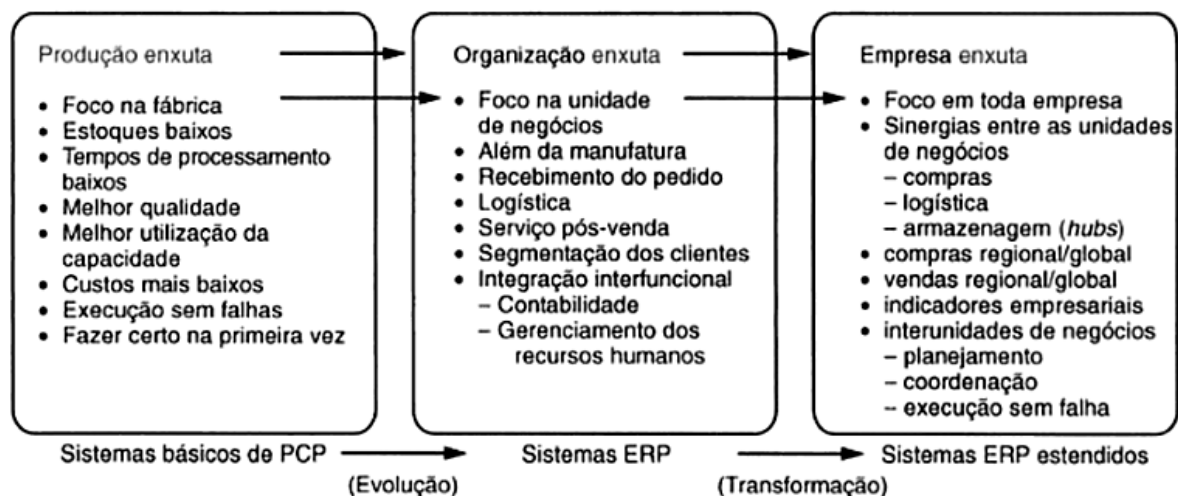 Produção enxuta
• Foco na fábrica
• Estoques baixos
• Tempos de processamento
baixos
• Melhor qualidade
• Melhor utilização da
capacidade
• Custos mais baixos
• Execução sem falhas
• Fazer certo na primeira vez
Organização enxuta
• Foco na unidade
de negócios
• Além da manufatura
• Recebimento do pedido
• Logística
• Serviço pós-venda
• Segmentação dos clientes
• Integração interfuncional
– Contabilidade
– Gerenciamento dos
recursos humanos
Empresa enxuta
• Foco em toda empresa
• Sinergias entre as unidades
de negócios
– compras
– logística
– armazenagem (hubs)
• compras regional/global
• vendas regional/global
• indicadores empresariais
• interunidades de negócios
– planejamento
– coordenação
– execução sem falha
Sistemas básicos de PCP
(Evolução)
Sistemas ERP
(Transformação)
Sistemas ERP estendidos